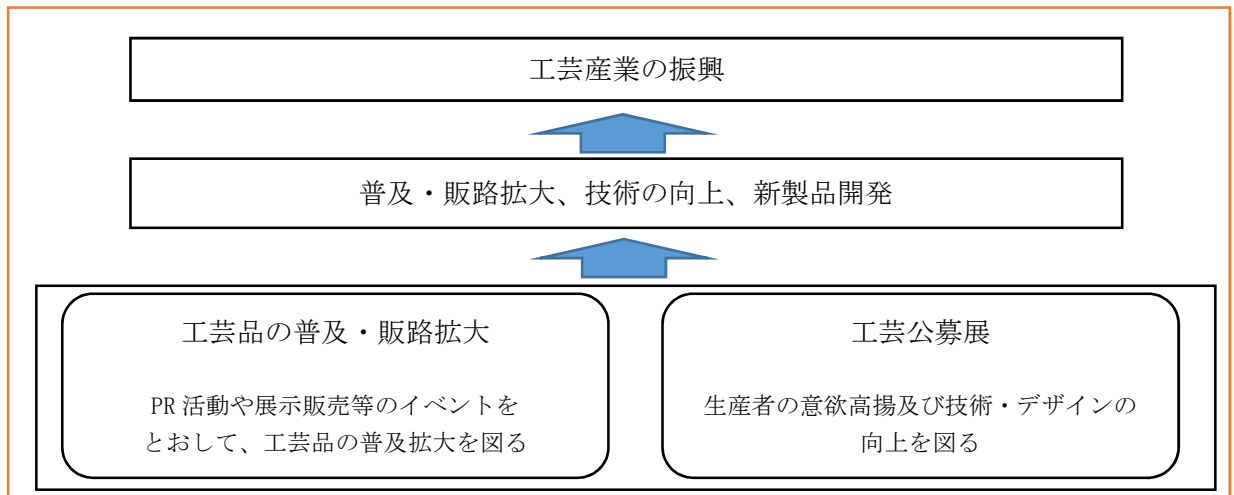 工芸産業の振興
普及・販路拡大、技術の向上、新製品開発
工芸品の普及・販路拡大
PR 活動や展示販売等のイベントを
とおして、工芸品の普及拡大を図る
工芸公募展
生産者の意欲高揚及び技術・デザインの
向上を図る